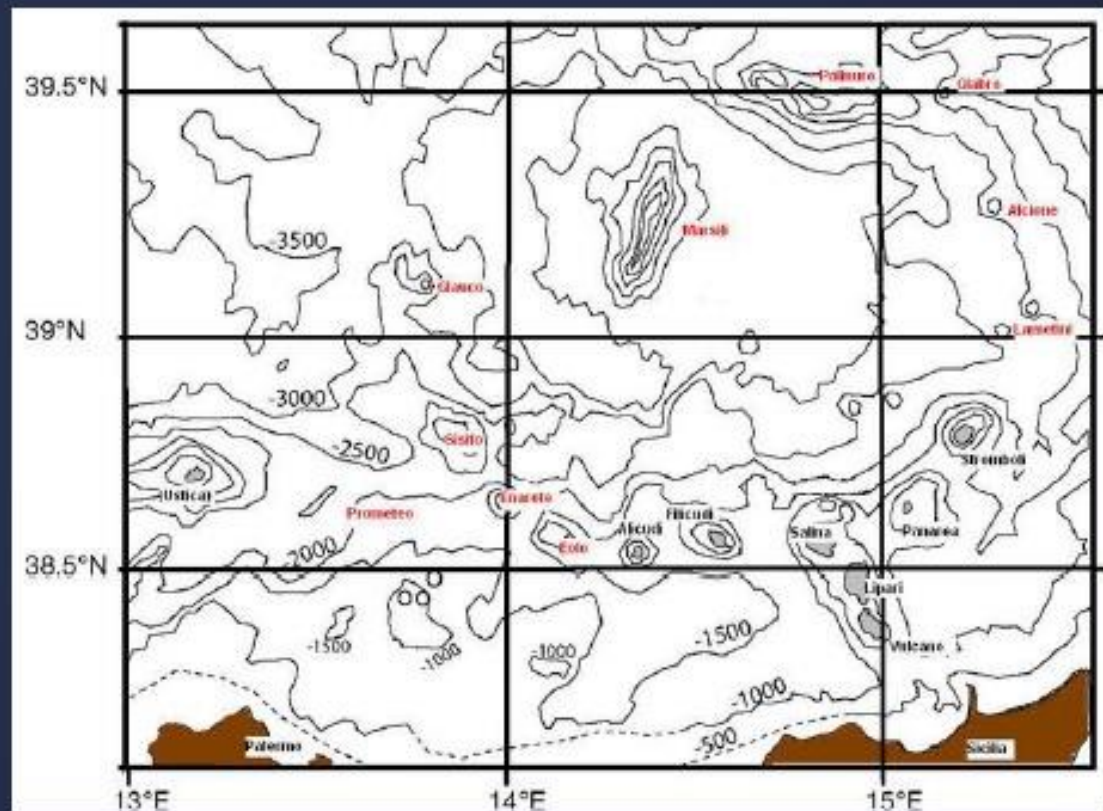 Palinuro
39.5°N
Glabro
Alcione
Marsili
-3500
Glauco
39°N
Lametini
-3000
-2500
Sisifo
Stromboli
(Ustica)
Enarete
Prometeo
Alicudi
Filicudi
Salina
Panarea
Eolo
-2000
38.5°N
Lipari
-1500
-1000
-1000
-1500
Vulcano
-1000
-500
Palermo
Sicilia
13°E
14°E
15°E